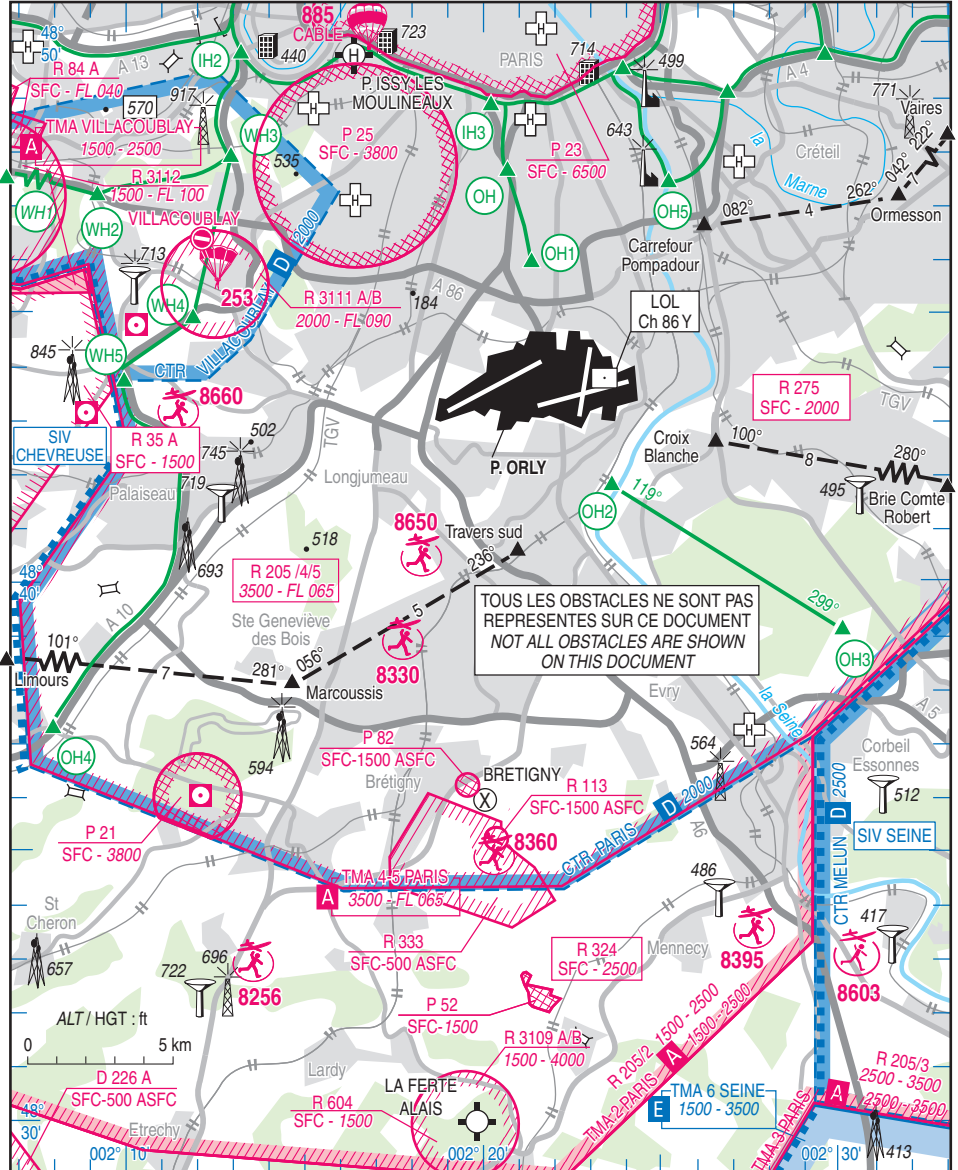 885
CABLE
723
48°
50'
A 13
IH2
440
PARIS
714
499
A 4
R 84 A
SFC - FL 040
570
917
P. ISSY LES
MOULINEAUX
771
Vaires
222°
TMA VILLACOUBLAY
1500 - 2500
A
WH3
P 25
SFC - 3800
IH3
643
la
Créteil
535
P 23
SFC - 6500
042°
R 3112
1500 - FL 100
WH1
OH
Marne
262°
7
VILLACOUBLAY
OH5
082°
4
Ormesson
WH2
2000
D
OH1
Carrefour
Pompadour
713
WH4
253
R 3111 A/B
2000 - FL 090
184
A 86
LOL
Ch 86 Y
CTR VILLACOUBLAY
845
WH5
8660
R 275
SFC - 2000
TGV
SIV
CHEVREUSE
R 35 A
SFC - 1500
502
TGV
745
Croix
Blanche
100°
8
280°
Longjumeau
P. ORLY
Palaiseau
719
495
Brie Comte
Robert
OH2
119°
8650
Travers sud
236°
518
693
48°
40'
R 205 /4/5
3500 - FL 065
A 10
TOUS LES OBSTACLES NE SONT PAS
REPRESENTES SUR CE DOCUMENT
NOT ALL OBSTACLES ARE SHOWN
ON THIS DOCUMENT
299°
Ste Geneviève
des Bois
5
8330
101°
7
281°
056°
OH3
Limours
Marcoussis
Evry
la Seine
A 5
OH4
594
P 82
SFC-1500 ASFC
564
Corbeil
Essonnes
Brétigny
BRETIGNY
X
R 113
SFC-1500 ASFC
2000
D
2500
D
512
P 21
SFC - 3800
8360
CTR PARIS
A6
SIV SEINE
TMA 4-5 PARIS
3500 - FL 065
A
486
CTR MELUN
St
Cheron
417
657
R 333
SFC-500 ASFC
R 324
SFC - 2500
Mennecy
8395
696
722
8256
8603
P 52
SFC-1500
ALT / HGT : ft
0
5 km
R 3109 A/B
1500 - 4000
R 205/2 1500 - 2500
TMA 2 PARIS
A
1500 - 2500
R 205/3
2500 - 3500
Lardy
D 226 A
SFC-500 ASFC
LA FERTE
ALAIS
TMA 6 SEINE
1500 - 3500
E
A
2500 - 3500
TMA 3 PARIS
R 604
SFC - 1500
48°
30'
Etrechy
413
002° 10'
002° 20'
002° 30'